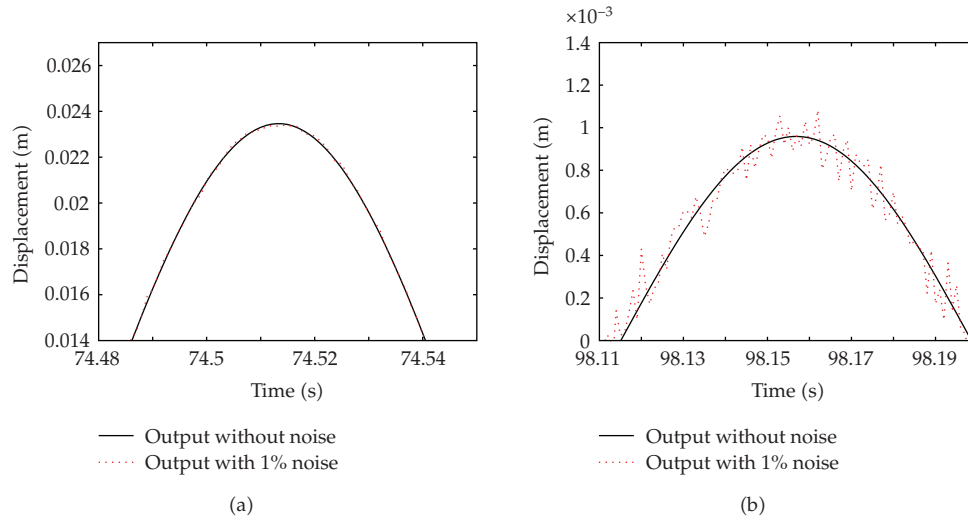 0.026
0.024
0.022
0.02
0.018
0.016
0.014
Displacement (m)
74.48
74.5
74.52
74.54
Time (s)
Output without noise
Output with 1% noise
(a)
×10−3
1.4
1.2
1
0.8
0.6
0.4
0.2
0
Displacement (m)
98.11
98.13
98.15
98.17
98.19
Time (s)
Output without noise
Output with 1% noise
(b)